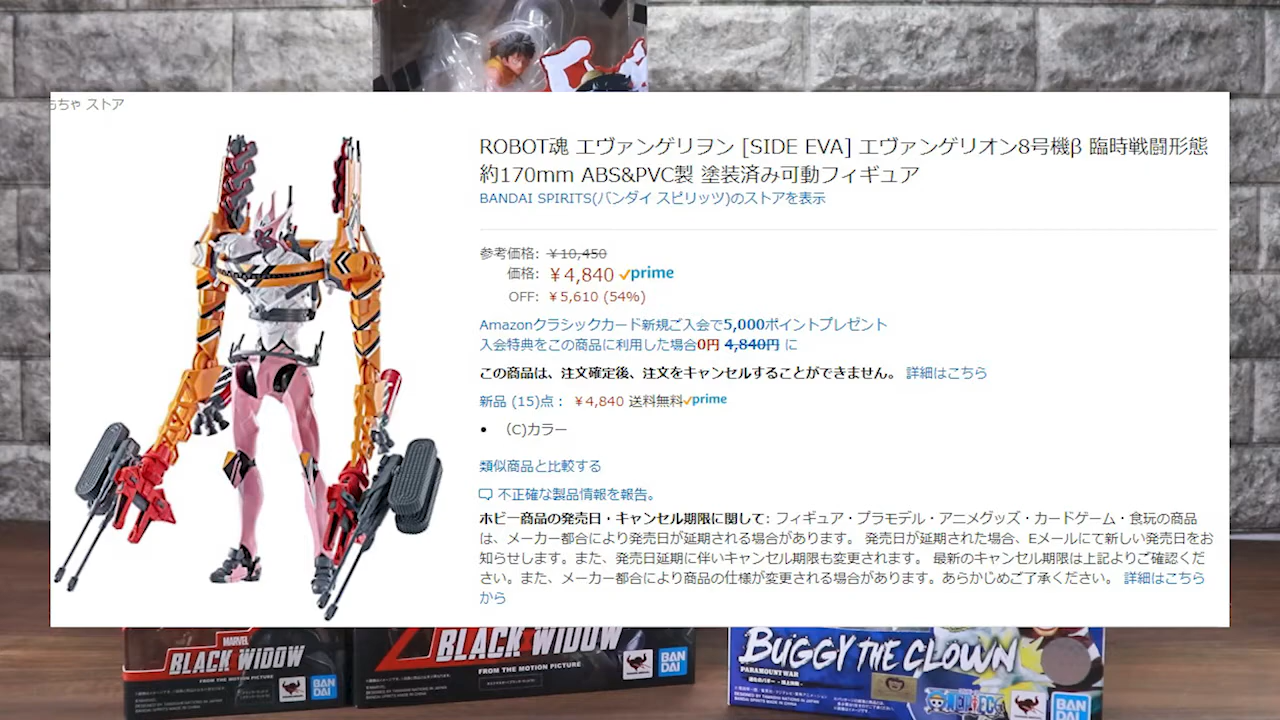 ちゃ ストア
ROBOT魂 エヴァンゲリヲン [SIDE EVA] エヴァンゲリオン8号機β 臨時戦闘形態
約170mm ABS&PVC製 塗装済み可動フィギュア
BANDAI SPIRITS(バンダイ スピリッツ)のストアを表示
参考価格: ￥10,450
価格: ￥4,840 prime
OFF: ￥5,610 (54%)
Amazonクラシックカード新規ご入会で5,000ポイントプレゼント
入会特典をこの商品に利用した場合0円 4,840円 に
この商品は、注文確定後、注文をキャンセルすることができません。 詳細はこちら
新品 (15)点： ￥4,840 送料無料prime
• (C)カラー
類似商品と比較する
不正確な製品情報を報告。
ホビー商品の発売日・キャンセル期限に関して: フィギュア・プラモデル・アニメグッズ・カードゲーム・食玩の商品
は、メーカー都合により発売日が延期される場合があります。 発売日が延期された場合、Eメールにて新しい発売日をお
知らせします。また、発売日延期に伴いキャンセル期限も変更されます。 最新のキャンセル期限は上記よりご確認くだ
さい。また、メーカー都合により商品の仕様が変更される場合があります。あらかじめご了承ください。 詳細はこちら
から
MARVEL
BLACK WIDOW
FROM THE MOTION PICTURE
BAN
DAI
BLACK WIDOW
FROM THE MOTION PICTURE
BAN
DAI
BUGGY THE CLOWN
PARAMOUNT WAR
ONE PIECE
BAN
DAI